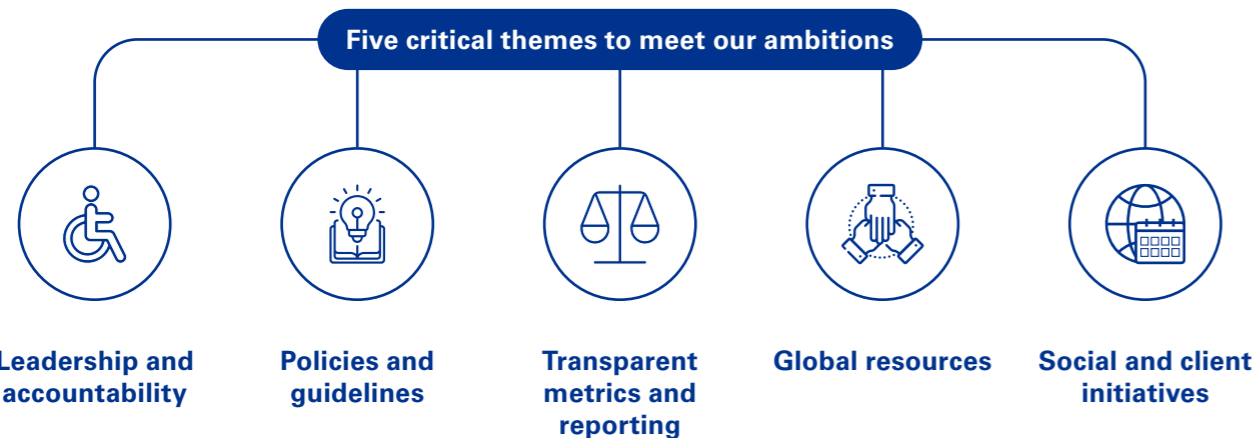 Five critical themes to meet our ambitions
Leadership and
accountability
Policies and
guidelines
Transparent
metrics and
reporting
Global resources
Social and client
initiatives